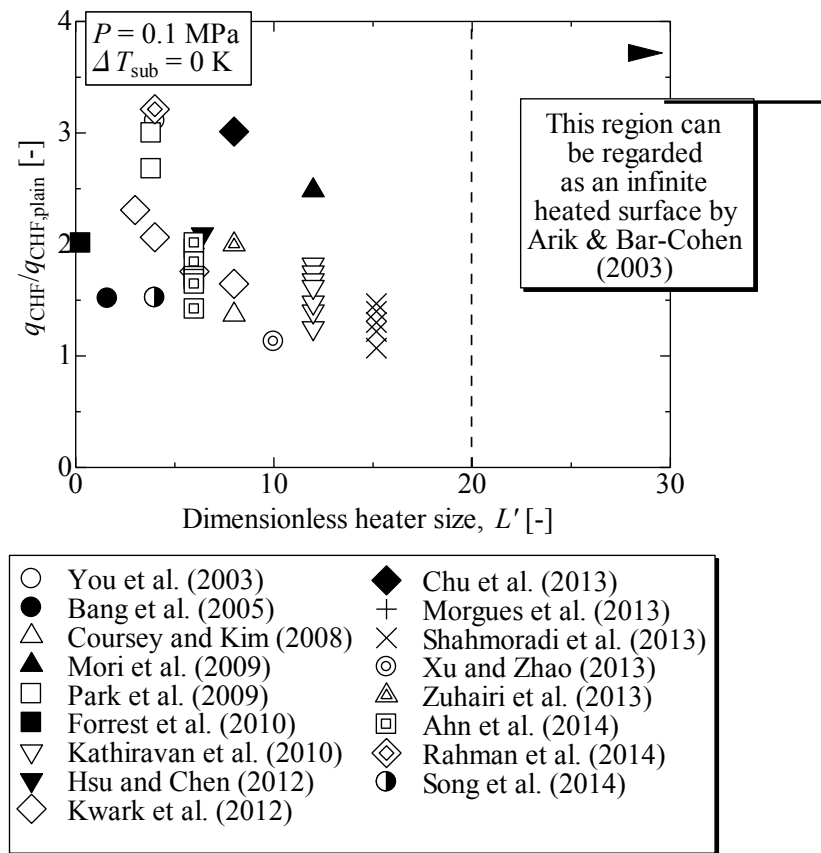 4
P = 0.1 MPa
ΔT_sub = 0 K
3
This region can
be regarded
as an infinite
heated surface by
Arik & Bar-Cohen
(2003)
2
1
0
q_CHF/q_CHF,plain [-]
0 10 20 30
Dimensionless heater size, L' [-]
You et al. (2003)
Bang et al. (2005)
Coursey and Kim (2008)
Mori et al. (2009)
Park et al. (2009)
Forrest et al. (2010)
Kathiravan et al. (2010)
Hsu and Chen (2012)
Kwark et al. (2012)
Chu et al. (2013)
Morgues et al. (2013)
Shahmoradi et al. (2013)
Xu and Zhao (2013)
Zuhairi et al. (2013)
Ahn et al. (2014)
Rahman et al. (2014)
Song et al. (2014)